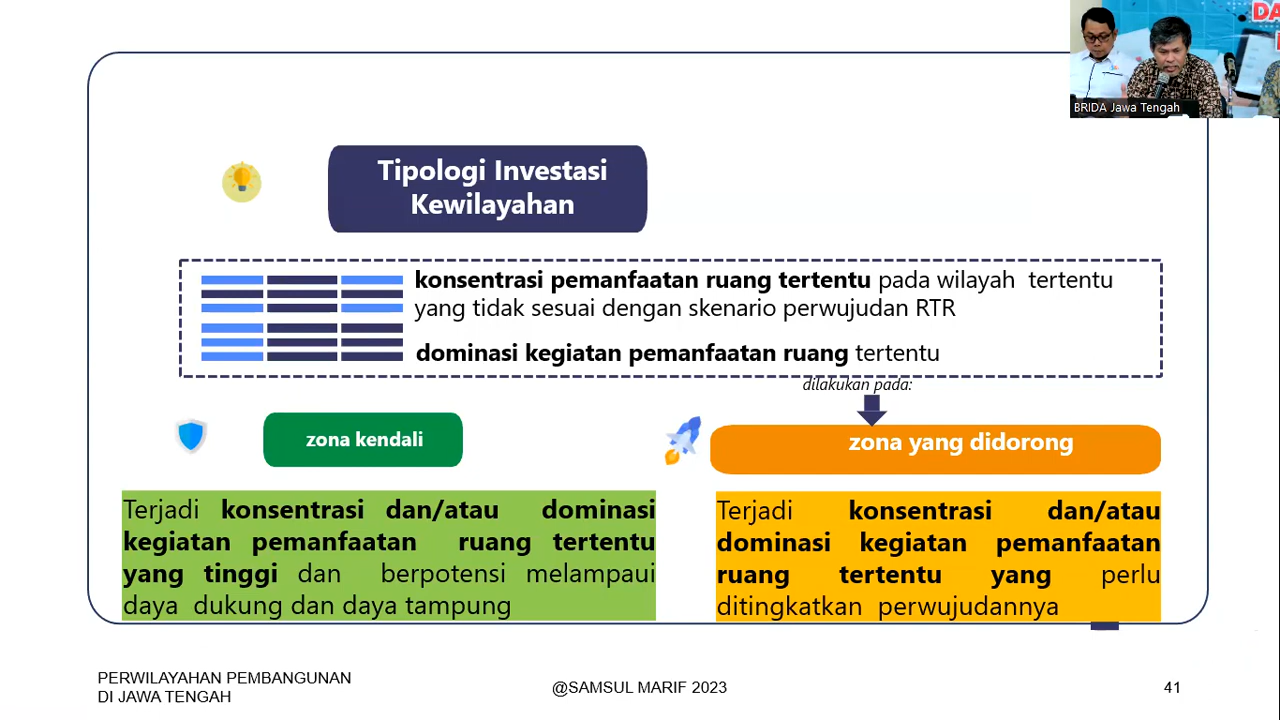 DA
BRIDA Jawa Tengah
Tipologi Investasi
Kewilayahan
konsentrasi pemanfaatan ruang tertentu pada wilayah tertentu
yang tidak sesuai dengan skenario perwujudan RTR
dominasi kegiatan pemanfaatan ruang tertentu
dilakukan pada:
zona kendali
zona yang didorong
Terjadi konsentrasi dan/atau dominasi
kegiatan pemanfaatan ruang tertentu
yang tinggi dan berpotensi melampaui
daya dukung dan daya tampung
Terjadi konsentrasi dan/atau
dominasi kegiatan pemanfaatan
ruang tertentu yang perlu
ditingkatkan perwujudannya
PERWILAYAHAN PEMBANGUNAN
DI JAWA TENGAH
@SAMSUL MARIF 2023
41